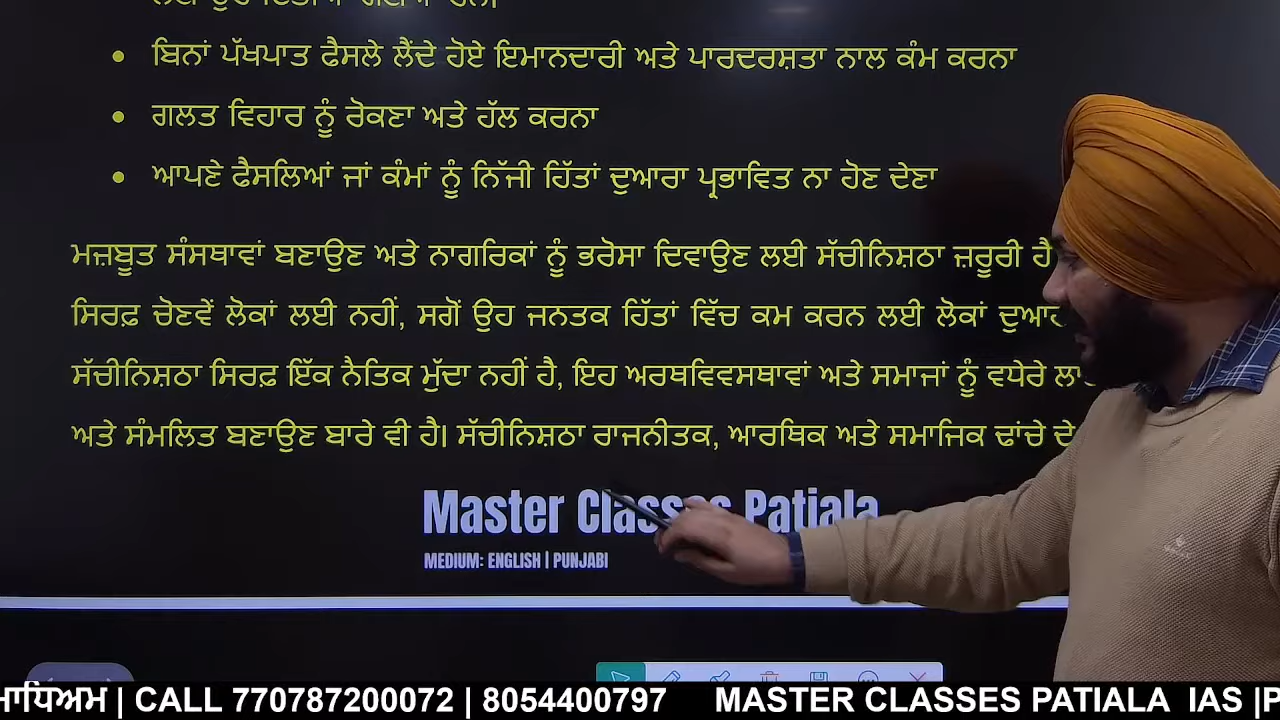 ਬਿਨਾਂ ਪੱਖਪਾਤ ਫੈਸਲੇ ਲੈਂਦੇ ਹੋਏ ਇਮਾਨਦਾਰੀ ਅਤੇ ਪਾਰਦਰਸ਼ਤਾ ਨਾਲ ਕੰਮ ਕਰਨਾ
ਗਲਤ ਵਿਹਾਰ ਨੂੰ ਰੋਕਣਾ ਅਤੇ ਹੱਲ ਕਰਨਾ
ਆਪਣੇ ਫੈਸਲਿਆਂ ਜਾਂ ਕੰਮਾਂ ਨੂੰ ਨਿੱਜੀ ਹਿੱਤਾਂ ਦੁਆਰਾ ਪ੍ਰਭਾਵਿਤ ਨਾ ਹੋਣ ਦੇਣਾ
ਮਜ਼ਬੂਤ ਸੰਸਥਾਵਾਂ ਬਣਾਉਣ ਅਤੇ ਨਾਗਰਿਕਾਂ ਨੂੰ ਭਰੋਸਾ ਦਿਵਾਉਣ ਲਈ ਸੱਚੀਨਿਸ਼ਠਾ ਜ਼ਰੂਰੀ ਹੈ
ਸਿਰਫ਼ ਚੋਣਵੇਂ ਲੋਕਾਂ ਲਈ ਨਹੀਂ, ਸਗੋਂ ਉਹ ਜਨਤਕ ਹਿੱਤਾਂ ਵਿੱਚ ਕਮ ਕਰਨ ਲਈ ਲੋਕਾਂ
ਸੱਚੀਨਿਸ਼ਠਾ ਸਿਰਫ਼ ਇੱਕ ਨੈਤਿਕ ਮੁੱਦਾ ਨਹੀਂ ਹੈ, ਇਹ ਅਰਥਵਿਵਸਥਾਵਾਂ ਅਤੇ ਸਮਾਜਾਂ ਨੂੰ ਵਧੇਰੇ
ਅਤੇ ਸੰਮਲਿਤ ਬਣਾਉਣ ਬਾਰੇ ਵੀ ਹੈ। ਸੱਚੀਨਿਸ਼ਠਾ ਰਾਜਨੀਤਕ, ਆਰਥਿਕ ਅਤੇ ਸਮਾਜਿਕ ਢਾਂਚੇ ਦੇ
Master Classes Patiala
MEDIUM: ENGLISH | PUNJABI
| CALL 770787200072 | 8054400797 MASTER CLASSES PATIALA IAS |